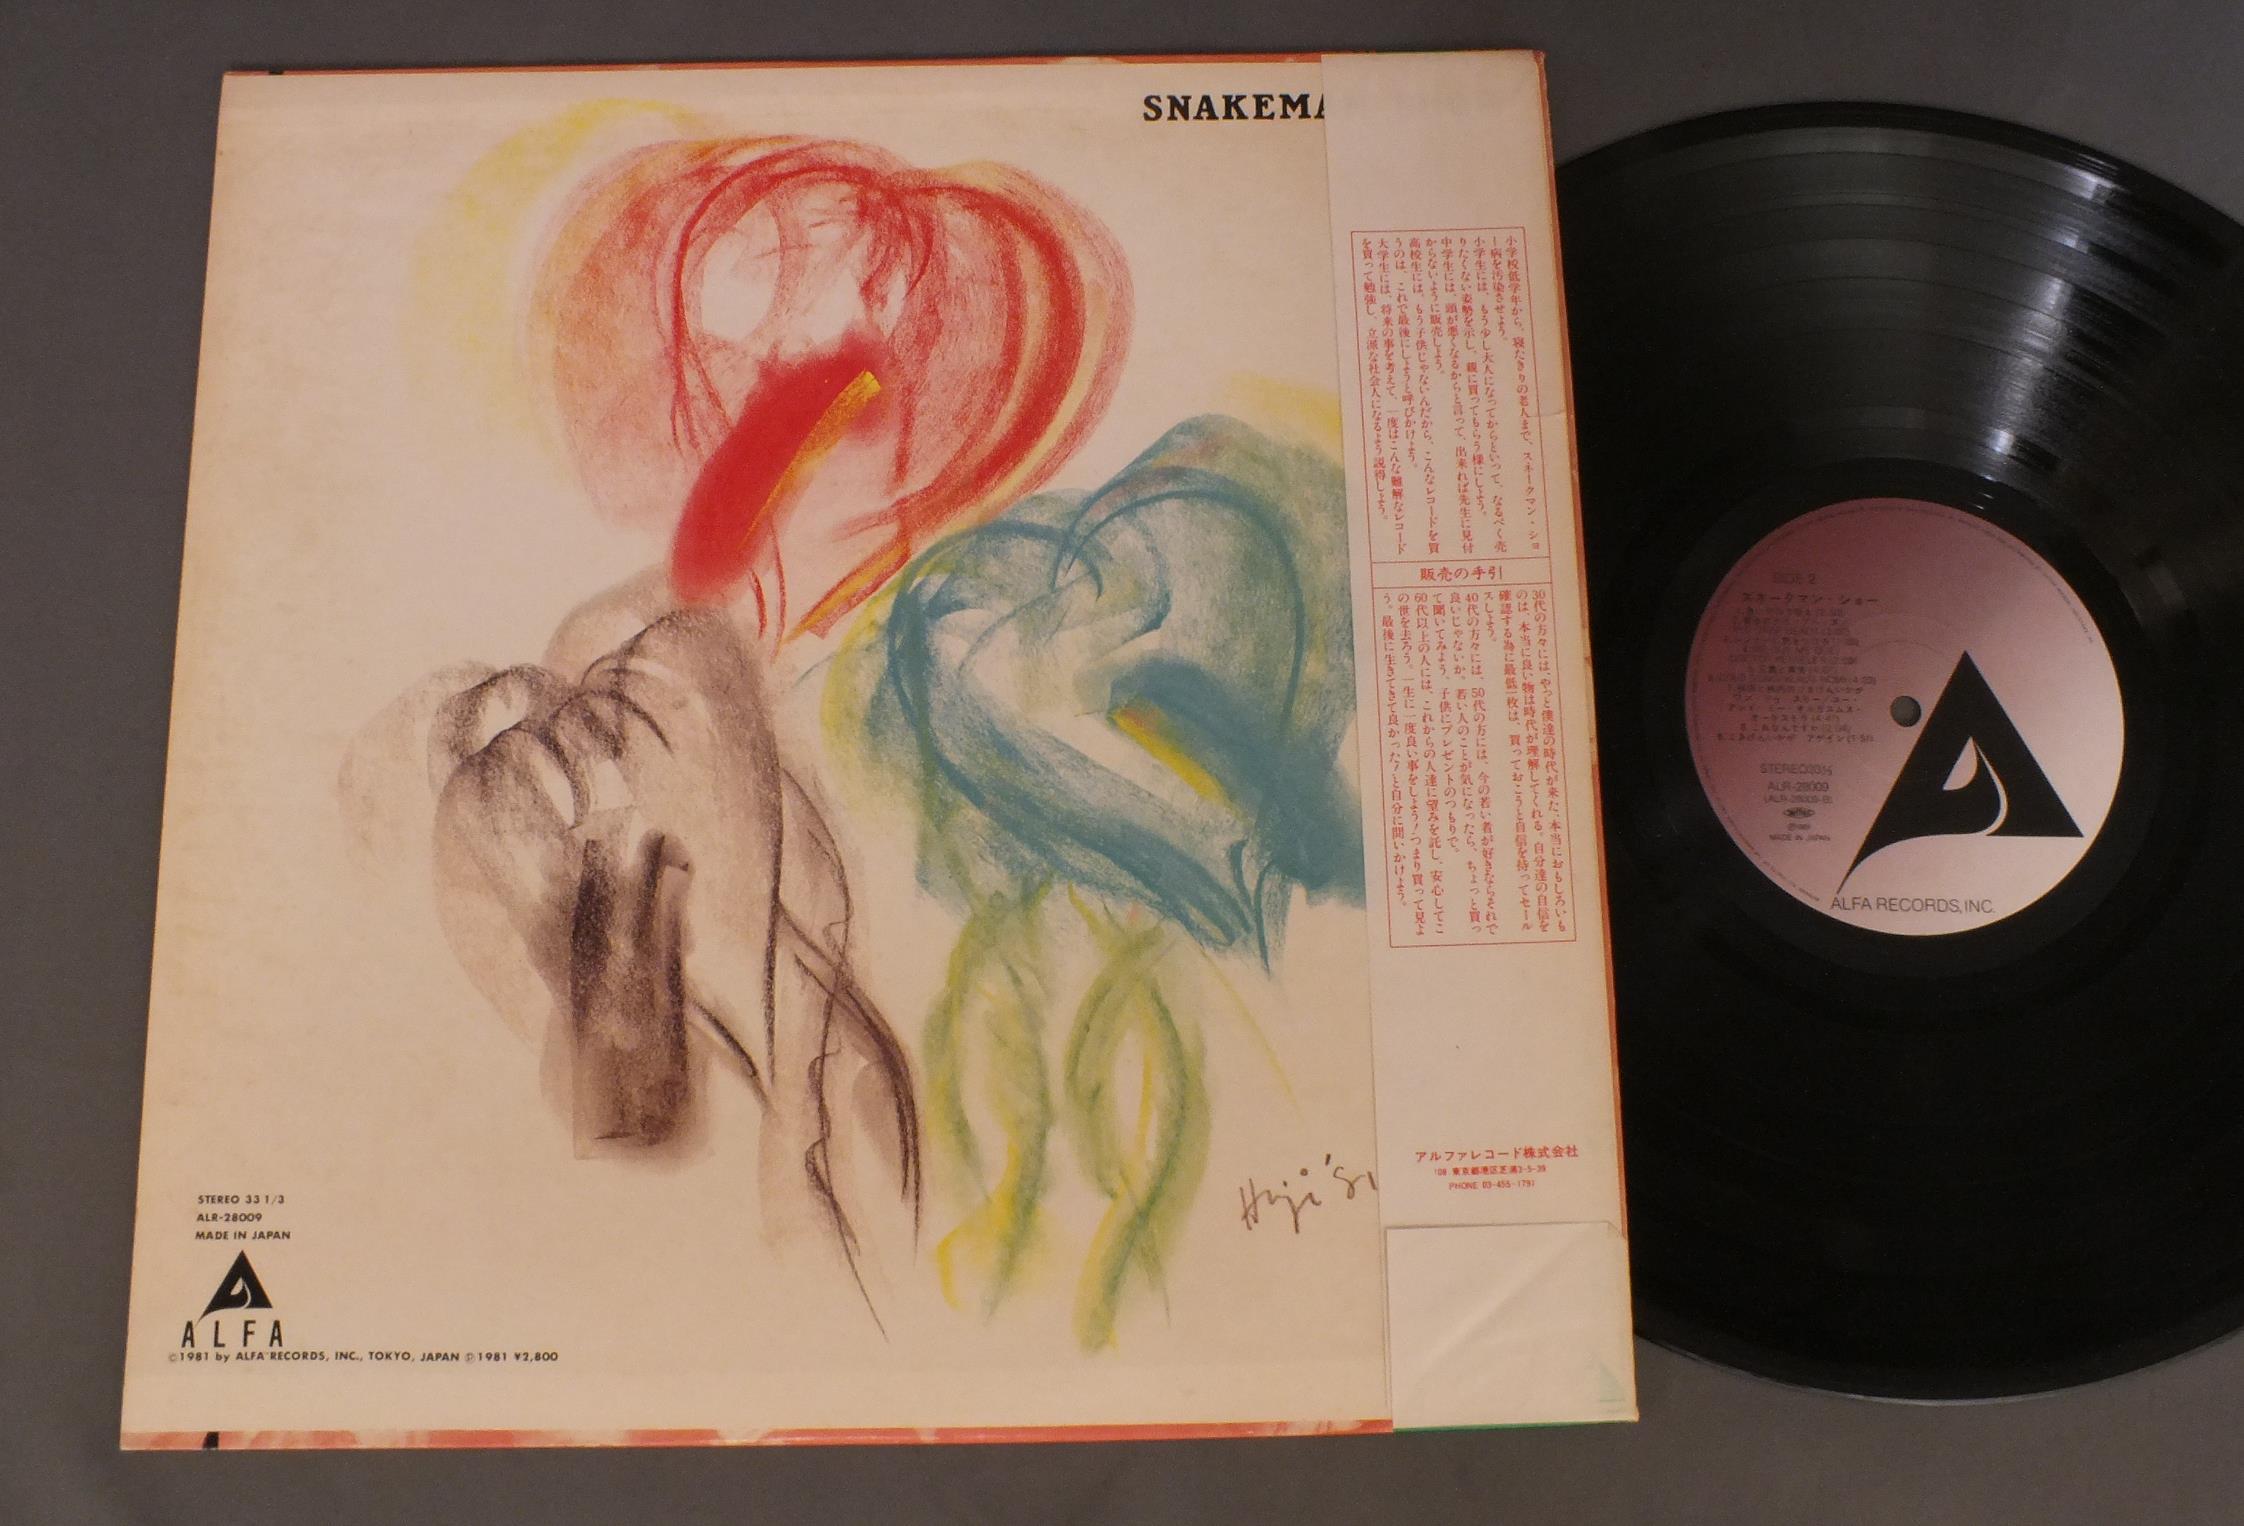 SNAKEMA
小学校低学年から、寝たきりの老人まで、スネークマン・ショ
ー病を汚染させよう。
小学生には、もう少し大人になってからといって、なるべく売
りたくない姿勢を示し、親に買ってもらう様にしよう。
中学生には、頭が悪くなるからと言って、出来れば先生に見付
からないように販売しよう。
高校生には、もう子供じゃないんだから、こんなレコードを買
うのは、これで最後にしようと呼びかけよう。
大学生には、将来の事を考えて、一度はこんな難解なレコード
を買って勉強し、立派な社会人になるよう説得しよう。
販売の手引
30代の方々には、やっと僕達の時代が来た、本当におもしろいも
のは、本当に良い物は時代が理解してくれる。自分達の自信を
確認する為に最低一枚は、買っておこうと自信を持ってセール
スしよう。
40代の方々には、50代の方には、今の若い者が好きならそれで
良いじゃないか。若い人のことが気になったら、ちょっと買っ
て聞いてみよう、子供にプレゼントのつもりで。
60代以上の人には、これからの人達に望みを託し、安心してこ
の世を去ろう。一生に一度良い事をしよう！つまり買って見よ
う。最後に生きてきて良かった！と自分に問いかけよう。
アルファレコード株式会社
108 東京都港区芝浦3-5-39
PHONE 03-455-1791
Huji '81
STEREO 33 1/3
ALR-28009
MADE IN JAPAN
ALFA
©1981 by ALFA RECORDS, INC., TOKYO, JAPAN ℗1981 ¥2,800
SIDE 2
スネークマン・ショー
STEREO 33⅓
ALR-28009
(ALR-28009-B)
MADE IN JAPAN
ALFA RECORDS, INC.